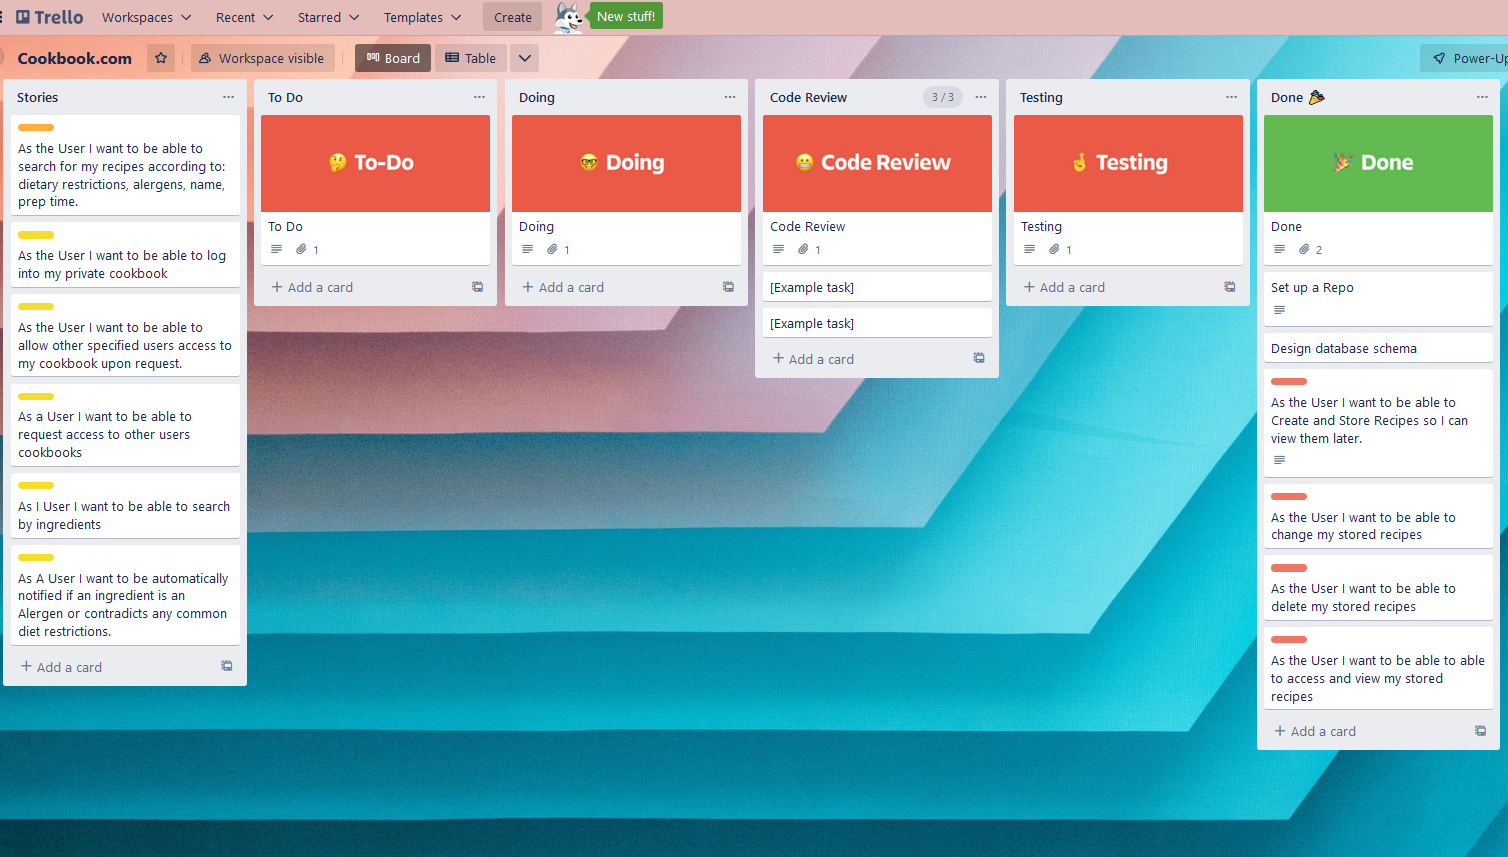 Trello
Workspaces
Recent
Starred
Templates
Create
New stuff!
Cookbook.com
Workspace visible
Board
Table
Stories
As the User I want to be able to
search for my recipes according to:
dietary restrictions, alergens, name,
prep time.
As the User I want to be able to log
into my private cookbook
As the User I want to be able to
allow other specified users access to
my cookbook upon request.
As a User I want to be able to
request access to other users
cookbooks
As I User I want to be able to search
by ingredients
As A User I want to be automatically
notified if an ingredient is an
Alergen or contradicts any common
diet restrictions.
+ Add a card
To Do
🤔 To-Do
To Do
1
+ Add a card
Doing
🤓 Doing
Doing
1
+ Add a card
Code Review
3 / 3
😬 Code Review
Code Review
1
[Example task]
[Example task]
+ Add a card
Testing
🤞 Testing
Testing
1
+ Add a card
Done 🎉
🎉 Done
Done
2
Set up a Repo
Design database schema
As the User I want to be able to
Create and Store Recipes so I can
view them later.
As the User I want to be able to
change my stored recipes
As the User I want to be able to
delete my stored recipes
As the User I want to be able to able
to access and view my stored
recipes
+ Add a card